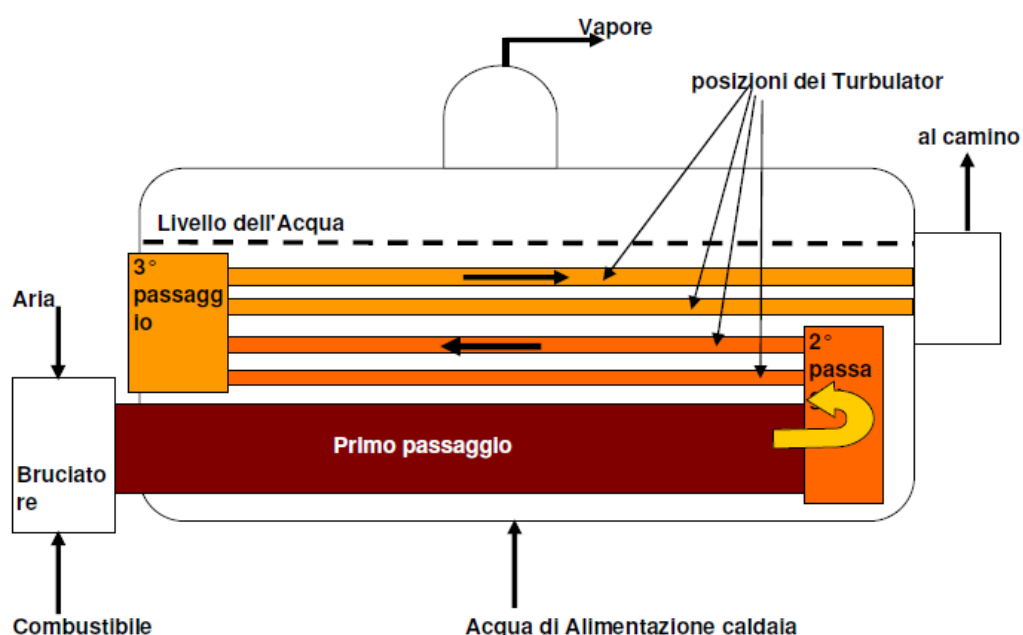 Vapore
posizioni dei Turbulator
al camino
Livello dell'Acqua
3°
passagg
io
Aria
2°
passa
Primo passaggio
Bruciato
re
Combustibile
Acqua di Alimentazione caldaia